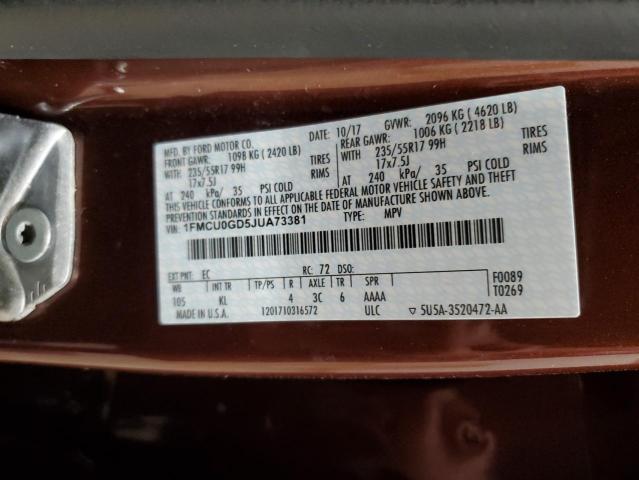 MFD. BY FORD MOTOR CO. DATE: 10/17 GVWR: 2096 KG ( 4620 LB)
FRONT GAWR: 1098 KG ( 2420 LB) REAR GAWR: 1006 KG ( 2218 LB)
WITH 235/55R17 99H TIRES WITH 235/55R17 99H TIRES
17x7.5J RIMS 17x7.5J RIMS
AT 240 kPa/ 35 PSI COLD AT 240 kPa/ 35 PSI COLD
THIS VEHICLE CONFORMS TO ALL APPLICABLE FEDERAL MOTOR VEHICLE SAFETY AND THEFT
PREVENTION STANDARDS IN EFFECT ON THE DATE OF MANUFACTURE SHOWN ABOVE.
VIN: 1FMCU0GD5JUA73381 TYPE: MPV
EXT PNT: EC RC: 72 DSO: F0089
WB INT TR TP/PS R AXLE TR SPR T0269
105 KL 4 3C 6 AAAA
MADE IN U.S.A. 1201710316572 ULC ▽ 5U5A-3520472-AA